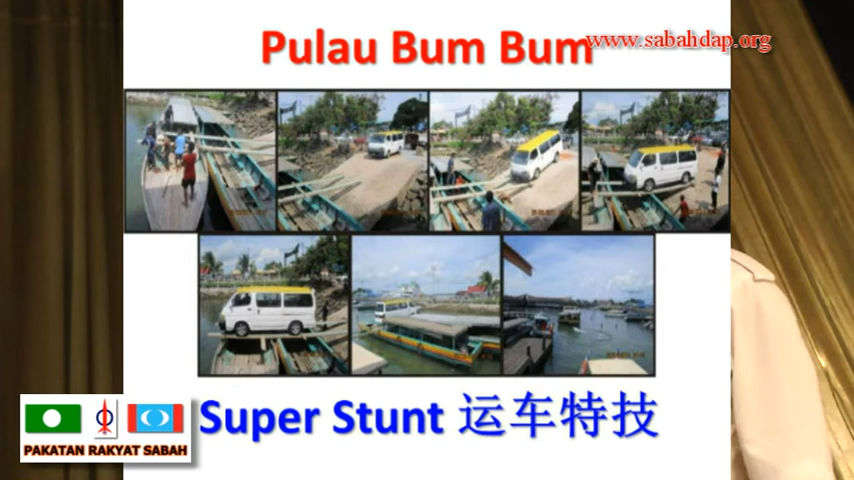 Pulau Bum Bum
www.sabahdap.org
Super Stunt 运车特技
PAKATAN RAKYAT SABAH